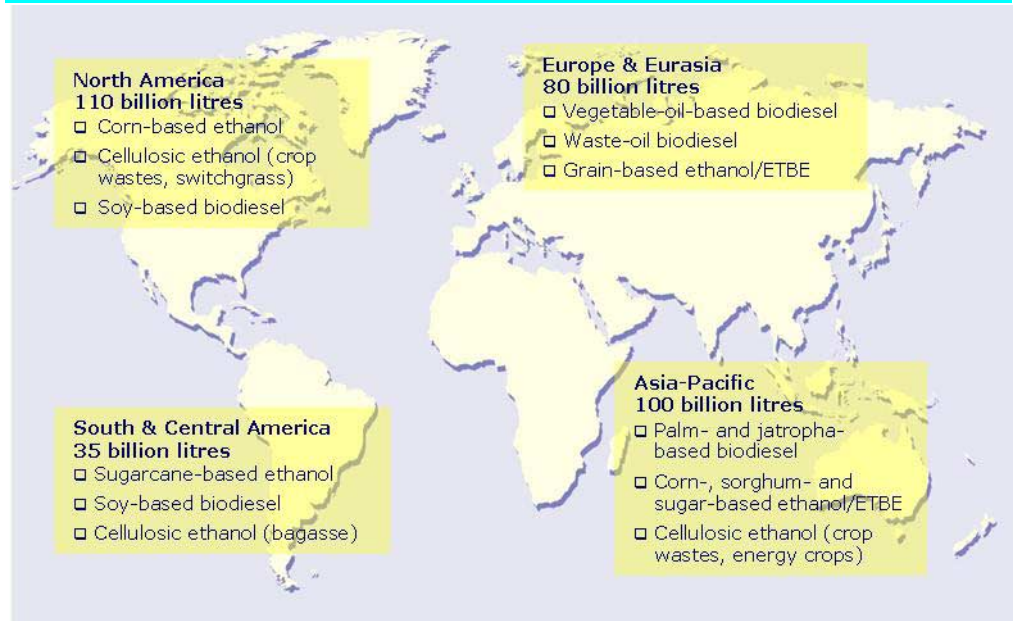 North America
110 billion litres
❑ Corn-based ethanol
❑ Cellulosic ethanol (crop
wastes, switchgrass)
❑ Soy-based biodiesel
Europe & Eurasia
80 billion litres
❑ Vegetable-oil-based biodiesel
❑ Waste-oil biodiesel
❑ Grain-based ethanol/ETBE
South & Central America
35 billion litres
❑ Sugarcane-based ethanol
❑ Soy-based biodiesel
❑ Cellulosic ethanol (bagasse)
Asia-Pacific
100 billion litres
❑ Palm- and jatropha-
based biodiesel
❑ Corn-, sorghum- and
sugar-based ethanol/ETBE
❑ Cellulosic ethanol (crop
wastes, energy crops)